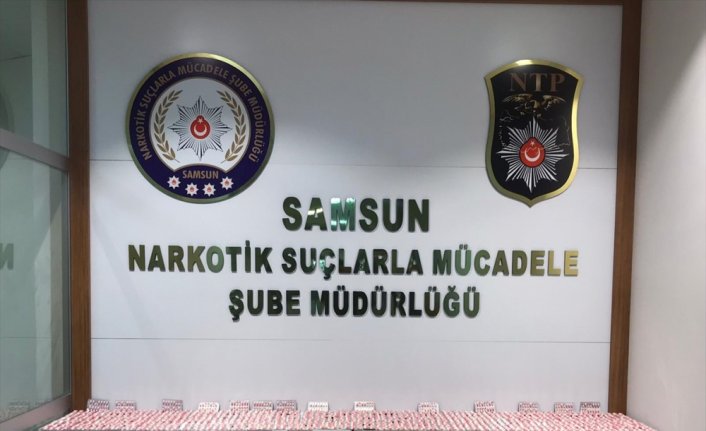 NARKOTİK SUÇLARLA MÜCADELE ŞUBE MÜDÜRLÜĞÜ
SAMSUN
NTP
SAMSUN
NARKOTİK SUÇLARLA MÜCADELE
ŞUBE MÜDÜRLÜĞÜ